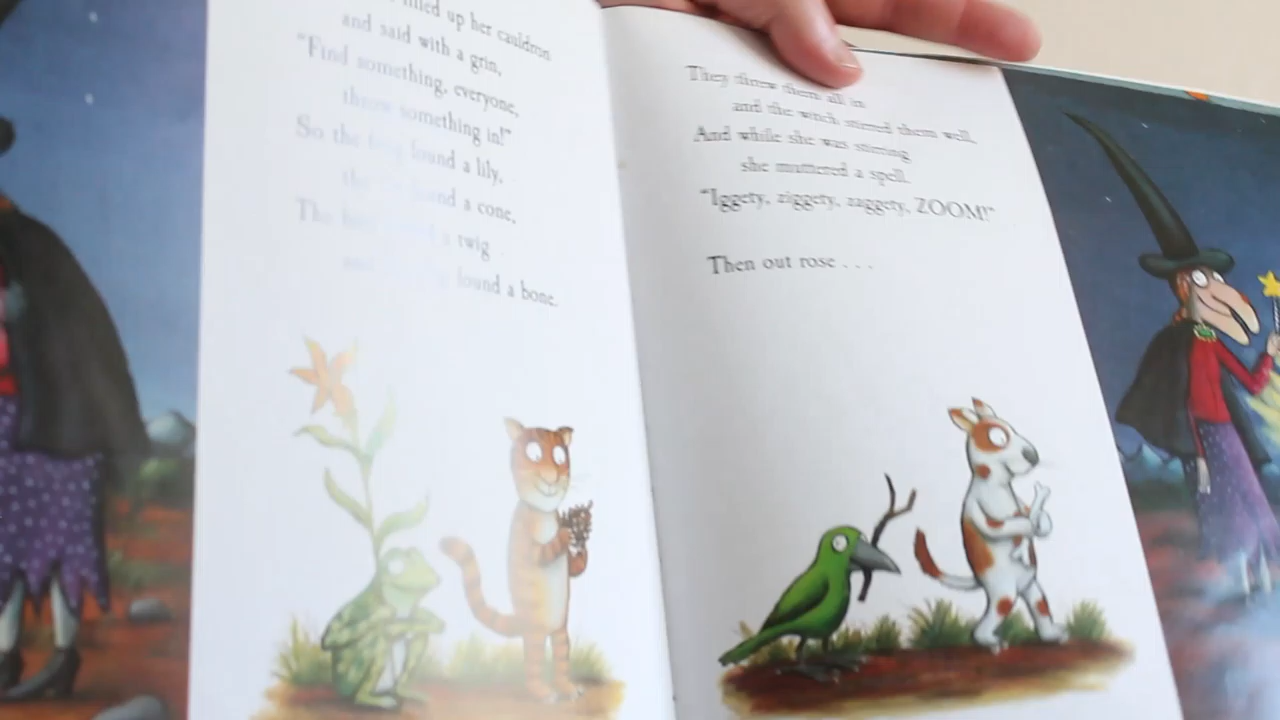 up her cauldron
and said with a grin,
"Find something, everyone,
throw something in!"
So the frog found a lily,
the found a cone,
The a twig
found a bone.
They threw them all in
and the witch stirred them well,
And while she was stirring
she muttered a spell.
"Iggety, ziggety, zaggety, ZOOM!"
Then out rose . . .